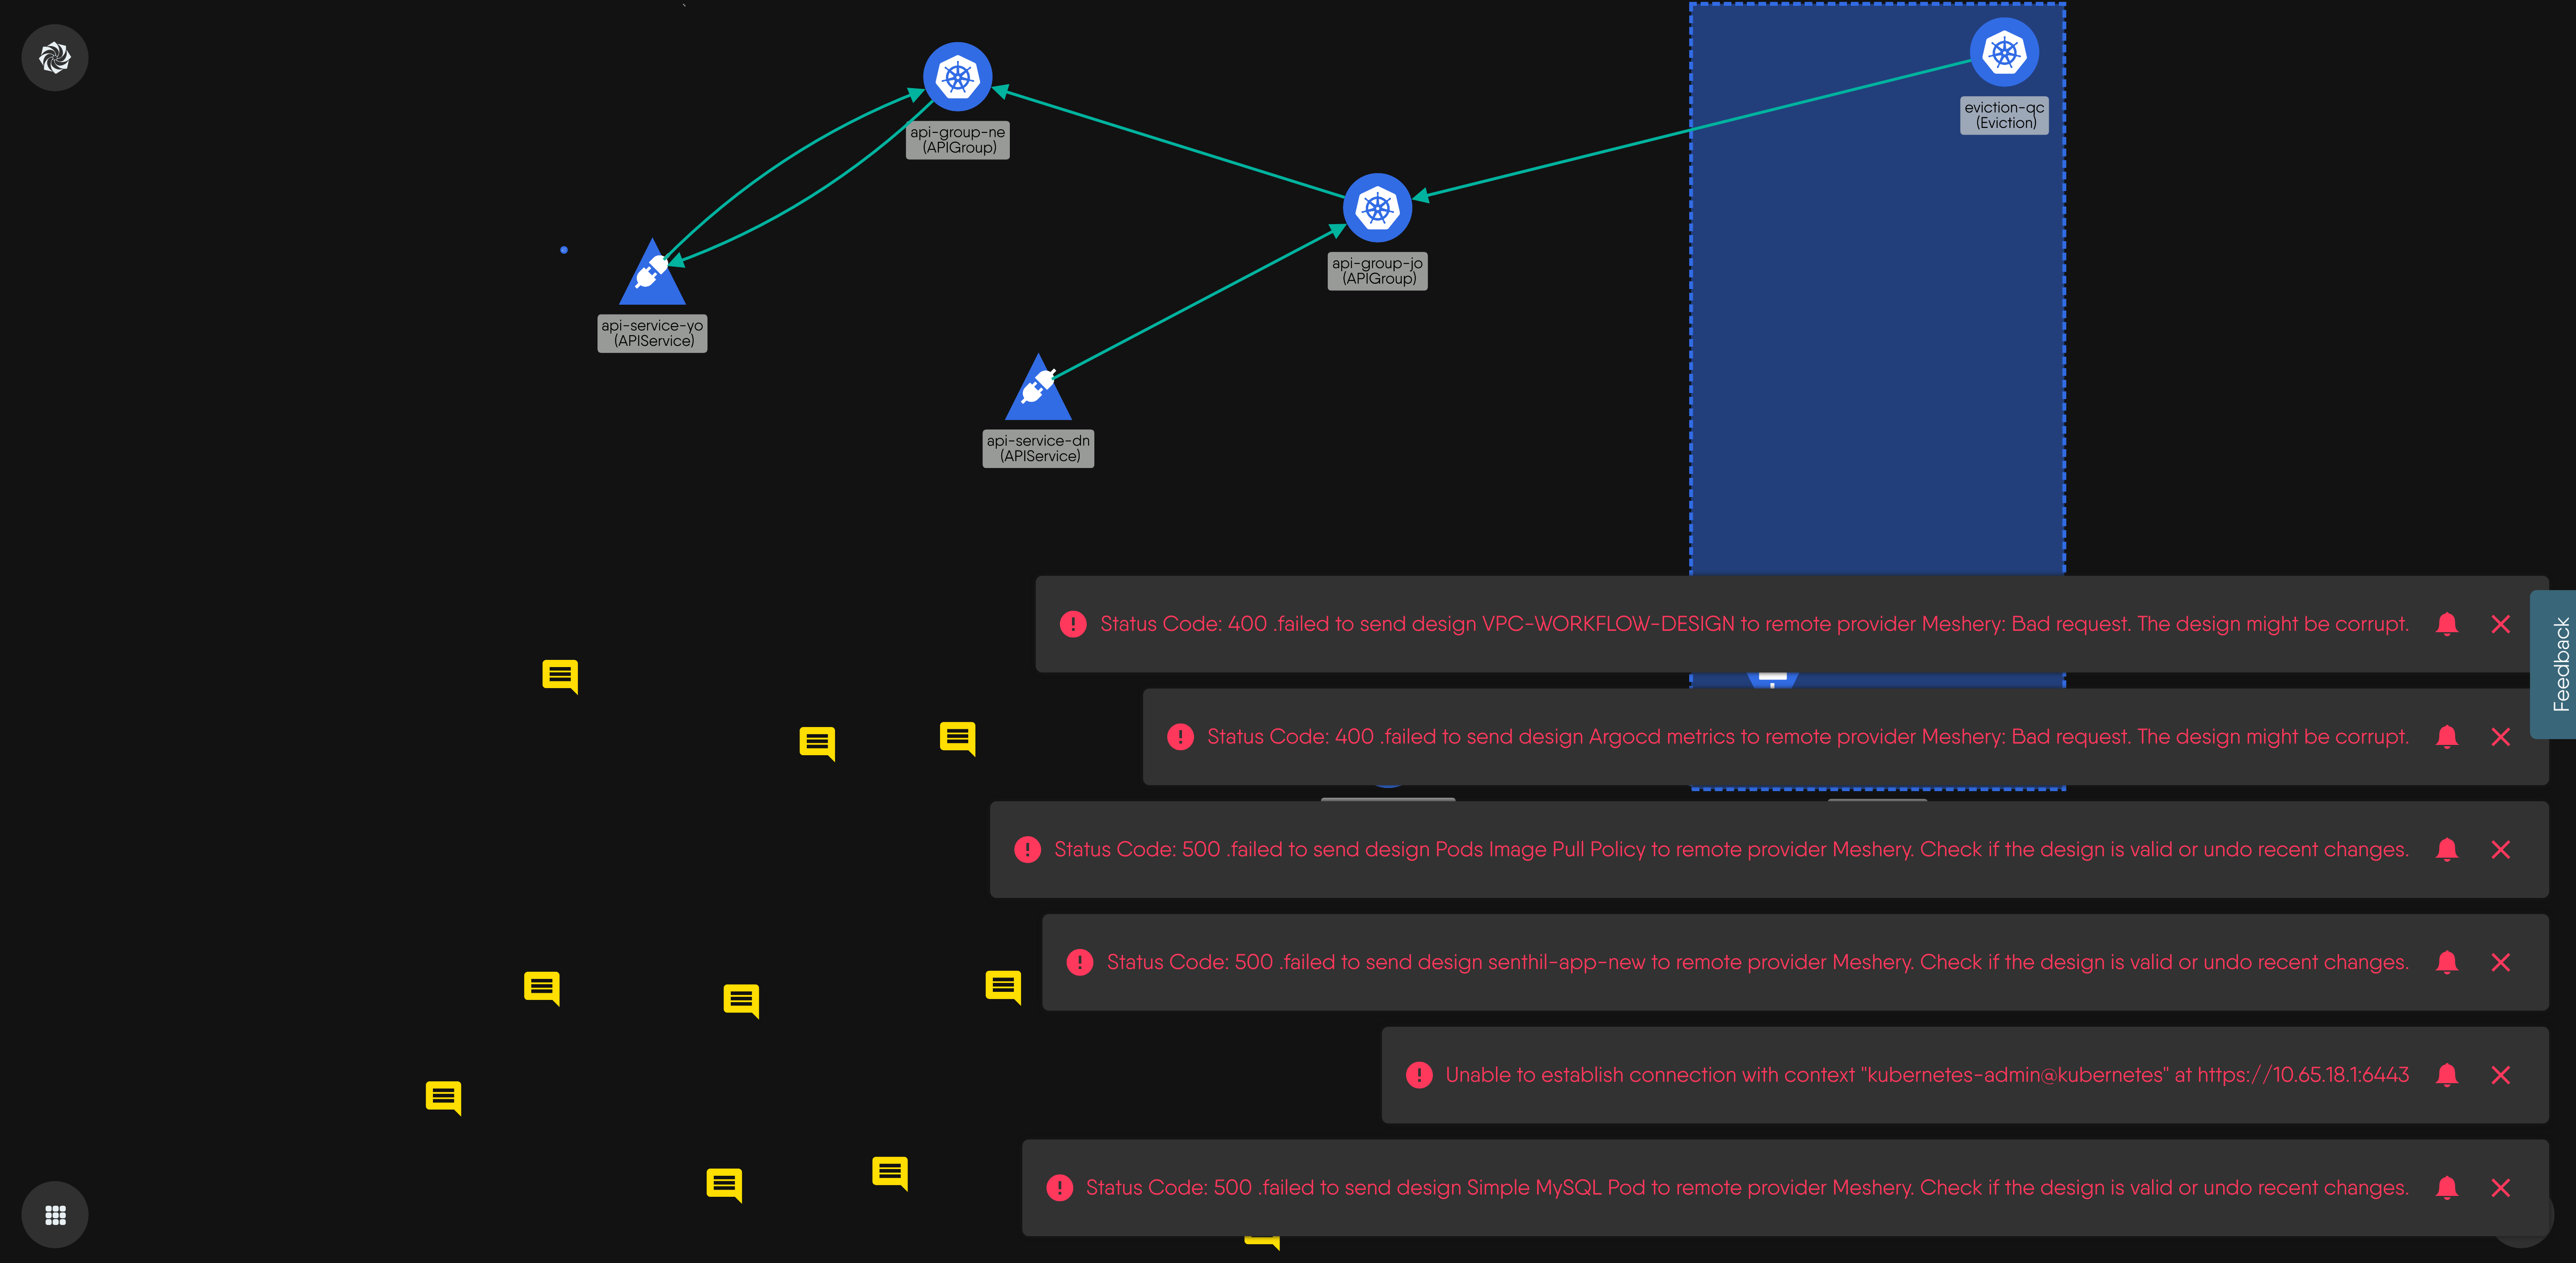 `
eviction-qc
(Eviction)
api-group-ne
(APIGroup)
api-group-jo
(APIGroup)
api-service-yo
(APIService)
api-service-dn
(APIService)
Status Code: 400 .failed to send design VPC-WORKFLOW-DESIGN to remote provider Meshery: Bad request. The design might be corrupt.
Feedback
Status Code: 400 .failed to send design Argocd metrics to remote provider Meshery: Bad request. The design might be corrupt.
Status Code: 500 .failed to send design Pods Image Pull Policy to remote provider Meshery. Check if the design is valid or undo recent changes.
Status Code: 500 .failed to send design senthil-app-new to remote provider Meshery. Check if the design is valid or undo recent changes.
Unable to establish connection with context "kubernetes-admin@kubernetes" at https://10.65.18.1:6443
Status Code: 500 .failed to send design Simple MySQL Pod to remote provider Meshery. Check if the design is valid or undo recent changes.